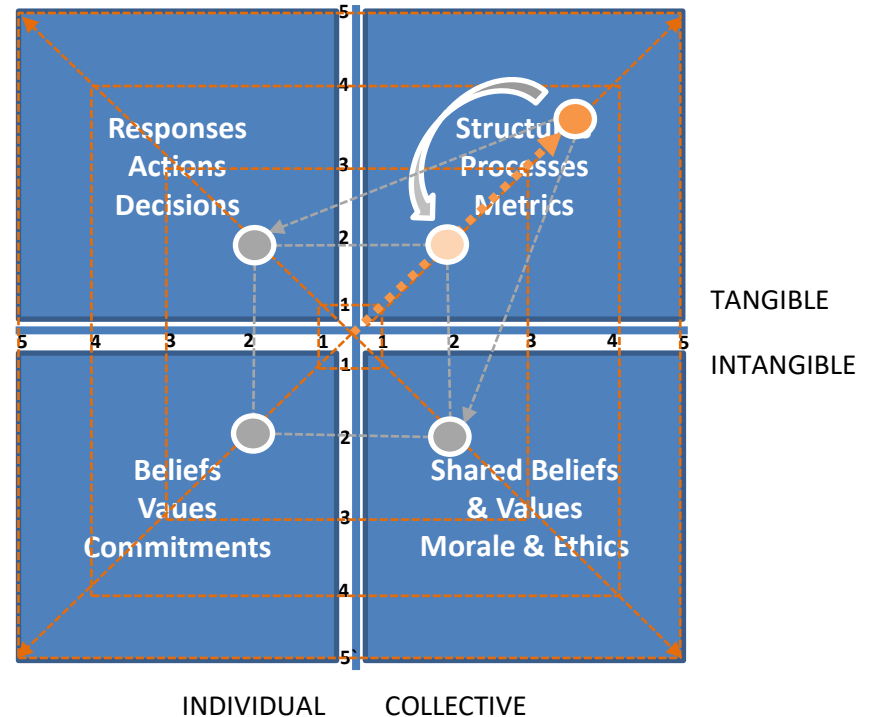 5
4
Responses
Actions
Decisions
Structures
Processes
Metrics
3
2
1
TANGIBLE
5 4 3 2 1 1 2 3 4 5
INTANGIBLE
1
2
Beliefs
Vaues
Commitments
Shared Beliefs
& Values
Morale & Ethics
3
4
5`
INDIVIDUAL COLLECTIVE